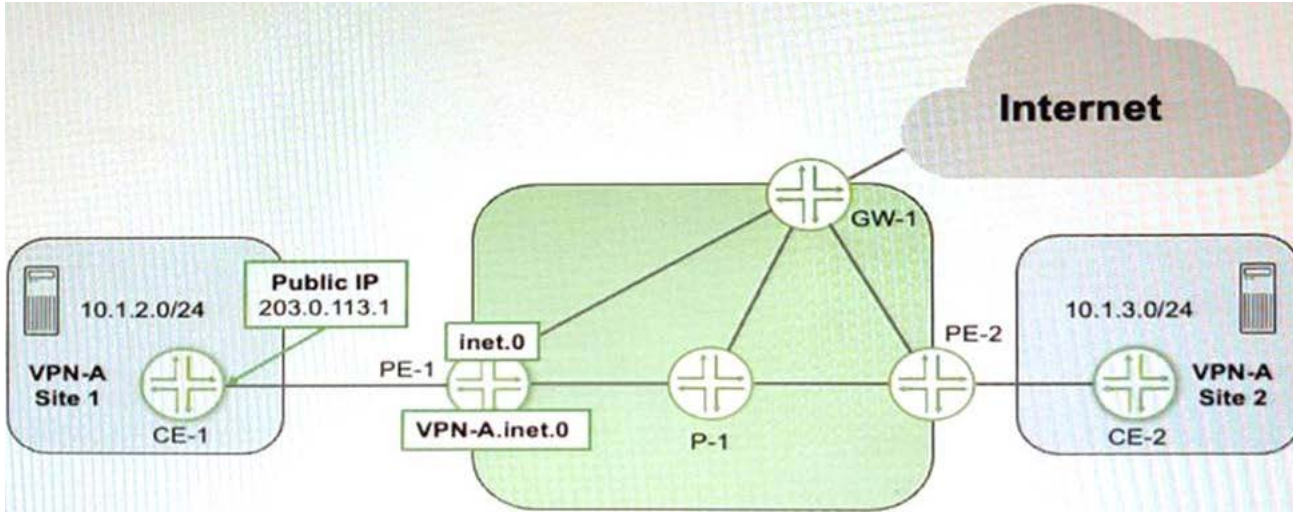 Internet
GW-1
Public IP
203.0.113.1
10.1.2.0/24
VPN-A
Site 1
CE-1
inet.0
PE-1
VPN-A.inet.0
P-1
PE-2
10.1.3.0/24
VPN-A
Site 2
CE-2